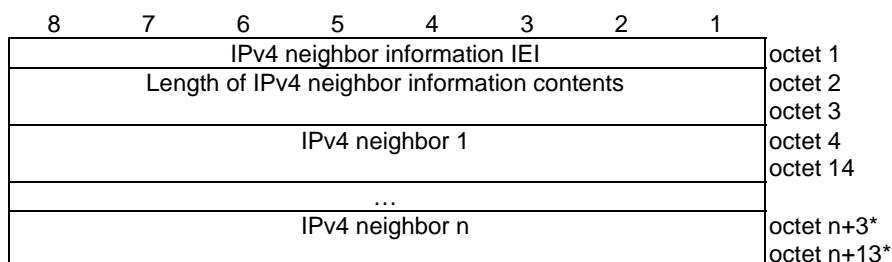 8 7 6 5 4 3 2 1
IPv4 neighbor information IEI octet 1
Length of IPv4 neighbor information contents octet 2
octet 3
IPv4 neighbor 1 octet 4
octet 14
…
IPv4 neighbor n octet n+3*
octet n+13*